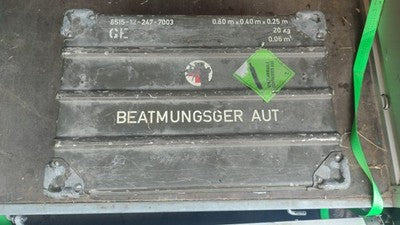 6515-12-247-7003
GE
0.60 m x 0.40 m x 0.25 m
20 kg
0.06 m³
BEATMUNGSGER AUT